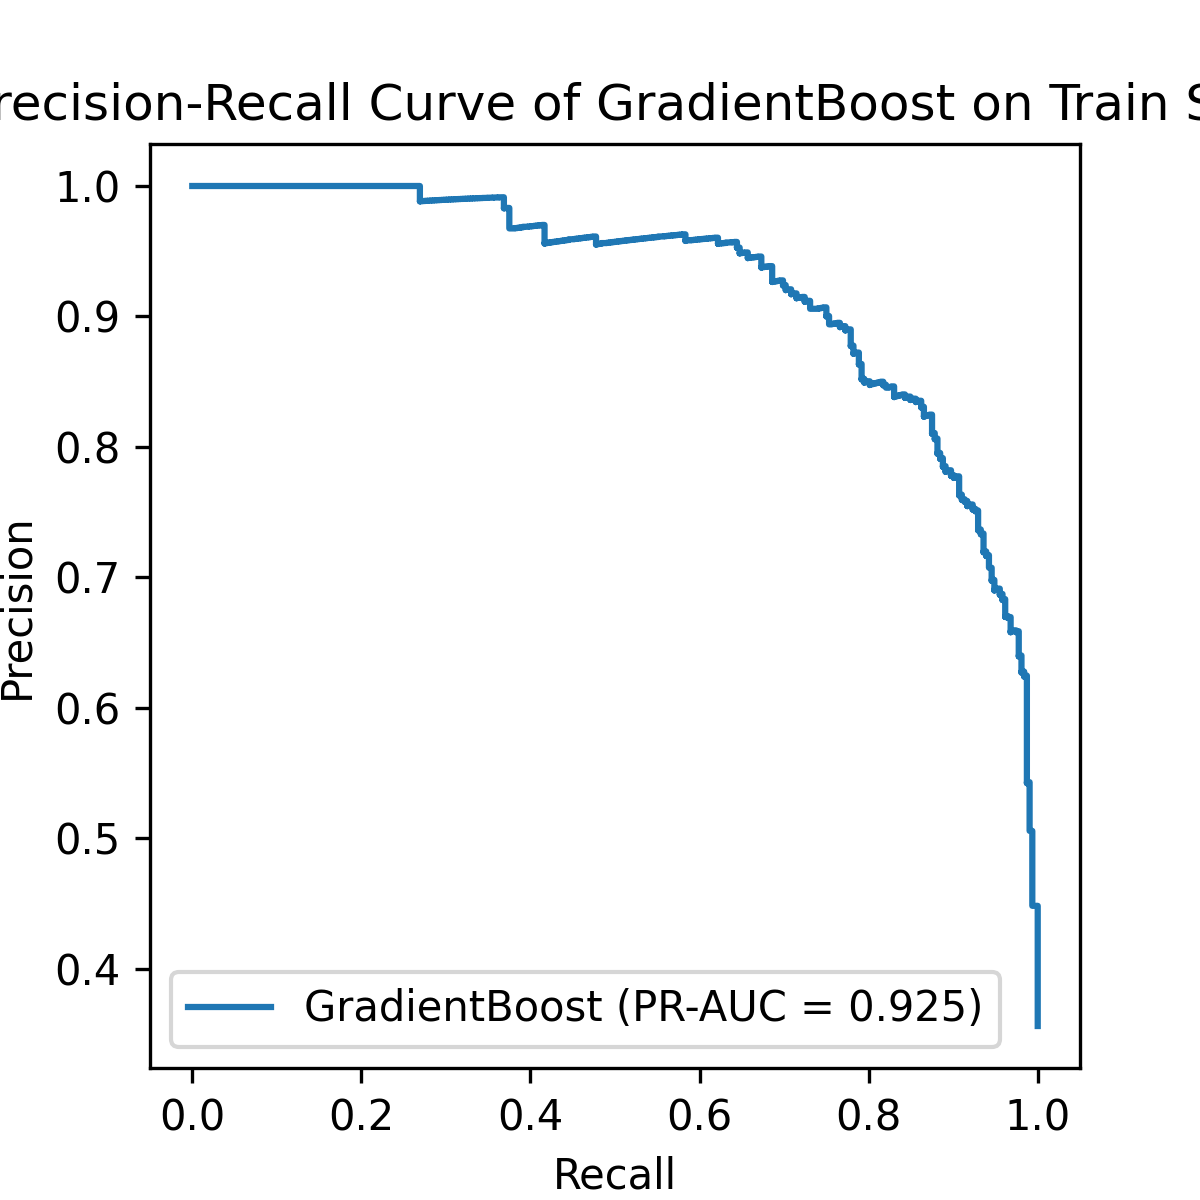 recision-Recall Curve of GradientBoost on Train S
1.0
0.9
0.8
0.7
0.6
0.5
0.4
Precision
GradientBoost (PR-AUC = 0.925)
0.0 0.2 0.4 0.6 0.8 1.0
Recall